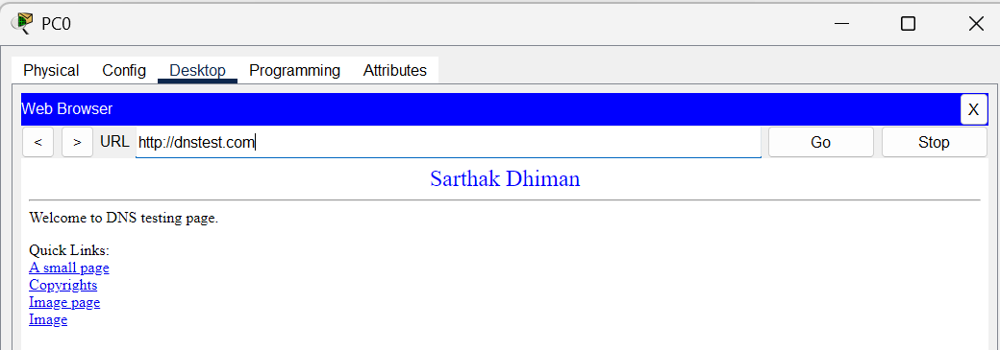 PC0
Physical Config Desktop Programming Attributes
Web Browser X
< > URL http://dnstest.com Go Stop
Sarthak Dhiman
Welcome to DNS testing page.
Quick Links:
A small page
Copyrights
Image page
Image